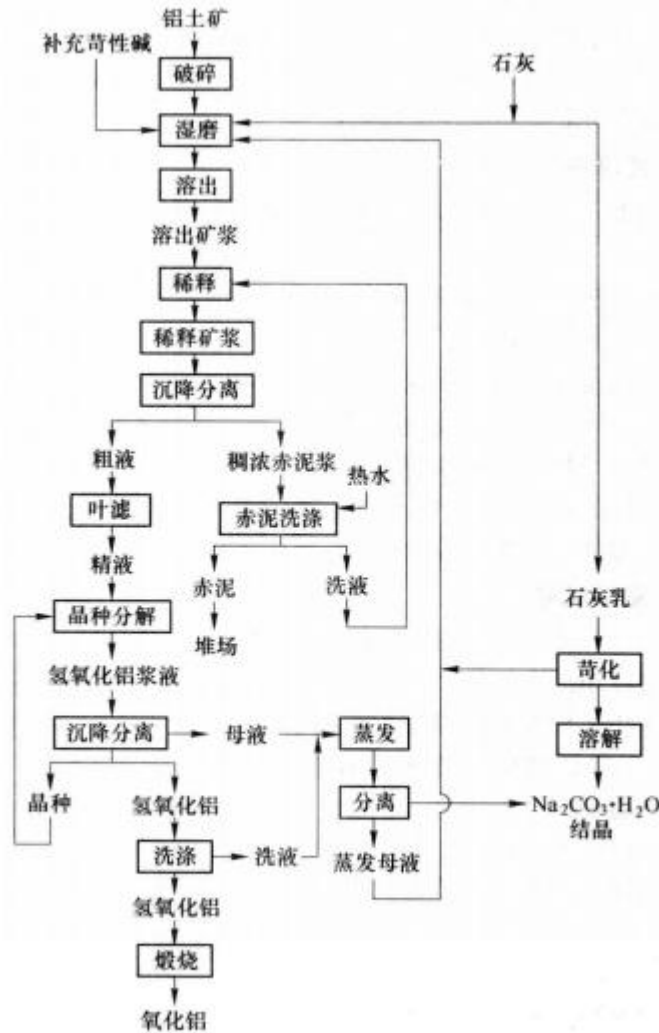 铝土矿
补充苛性碱
石灰
破碎
湿磨
溶出
溶出矿浆
稀释
稀释矿浆
沉降分离
粗液
稠浓赤泥浆
热水
叶滤
赤泥洗涤
精液
赤泥
洗液
石灰乳
晶种分解
堆场
苛化
氢氧化铝浆液
沉降分离
母液
蒸发
溶解
晶种
氢氧化铝
分离
Na₂CO₃·H₂O
结晶
洗涤
洗液
蒸发母液
氢氧化铝
煅烧
氧化铝